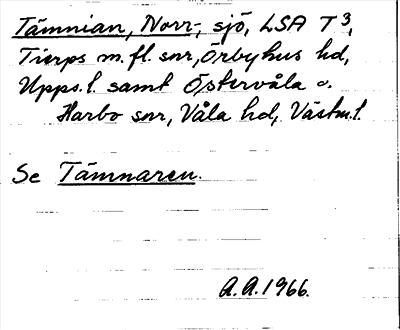 Tämnian, Norr-, sjö, LSA T³,
Tierps m.fl. snr, Örbyhus hd,
Upps.l. samt Östervåla o.
Harbo snr, Våla hd, Västm.l.
Se Tämnaren.
A.A.1966.